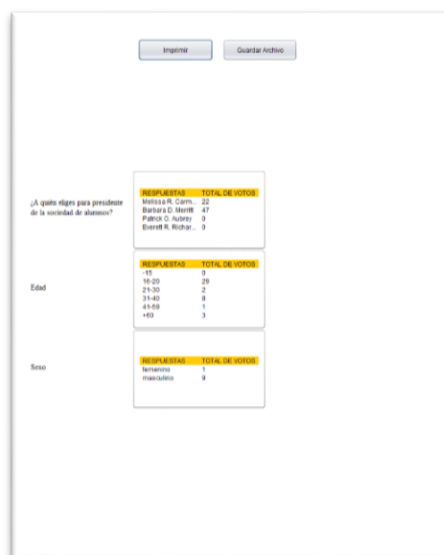 Imprimir Guardar Archivo
¿A quién eliges para presidente
de la sociedad de alumnos?
RESPUESTAS TOTAL DE VOTOS
Melissa R. Carm... 22
Barbara D. Merritt 47
Patrick O. Aubrey 0
Everett R. Richar... 0
Edad
RESPUESTAS TOTAL DE VOTOS
-15 0
16-20 29
21-30 2
31-40 8
41-59 1
+60 3
Sexo
RESPUESTAS TOTAL DE VOTOS
femenino 1
masculino 9